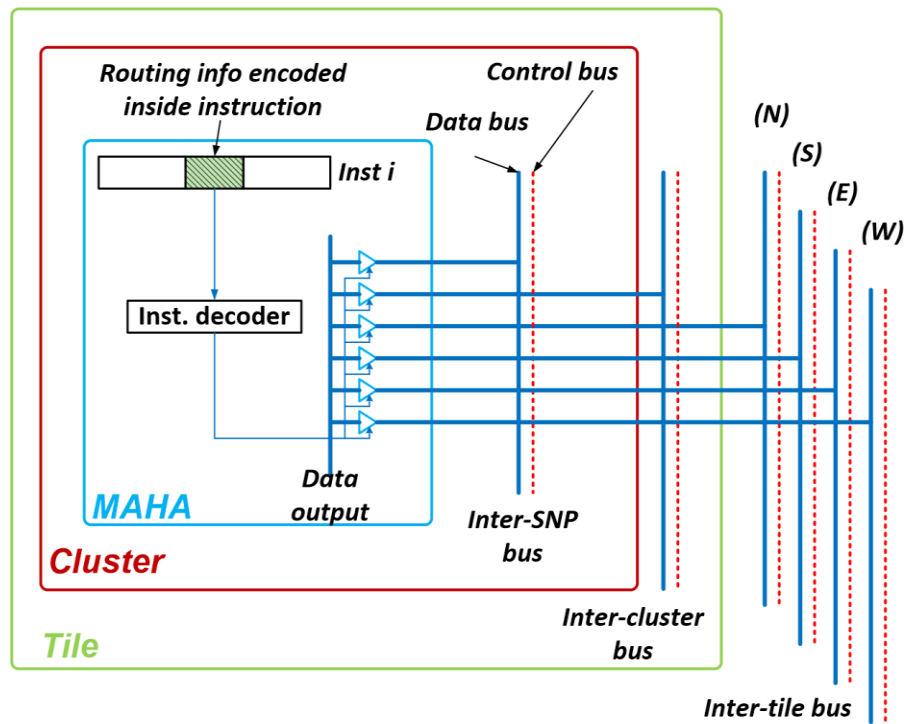 Routing info encoded
inside instruction
Control bus
Data bus
(N)
(S)
(E)
(W)
Inst i
Inst. decoder
Data
output
MAHA
Inter-SNP
bus
Cluster
Inter-cluster
bus
Tile
Inter-tile bus